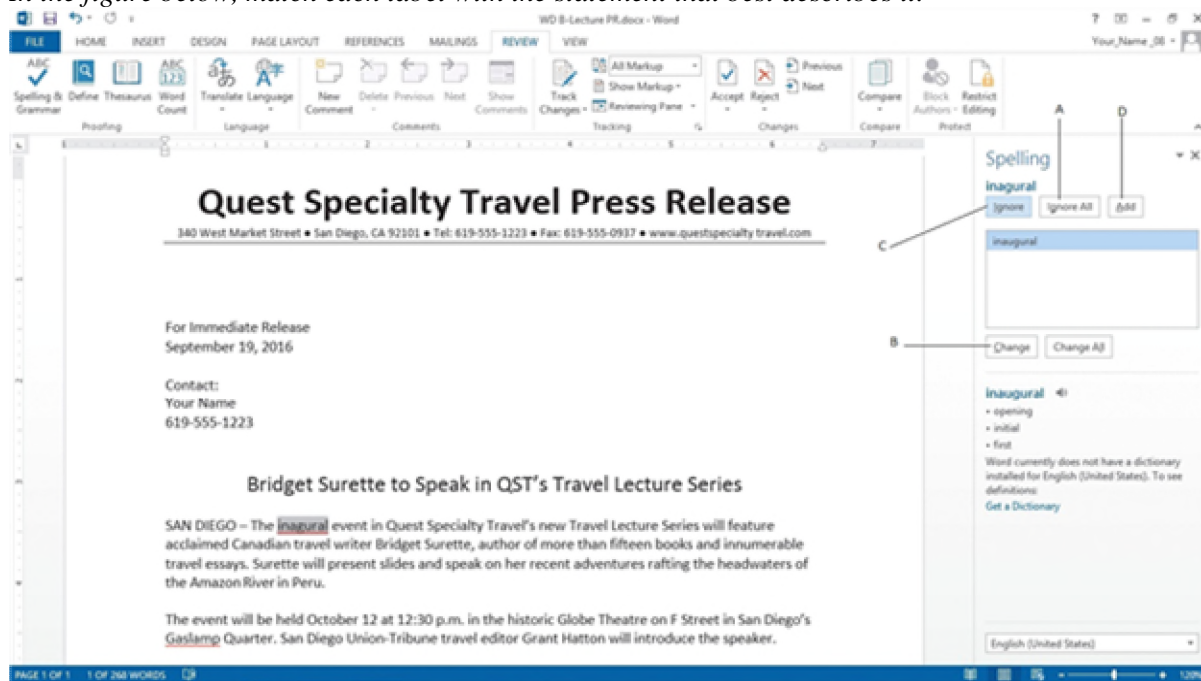 In the figure below, match each label with the statement that best describes it.
WD 8-Lecture PR.docx - Word
FILE HOME INSERT DESIGN PAGE LAYOUT REFERENCES MAILINGS REVIEW VIEW Your_Name_08
Spelling & Grammar Define Thesaurus Word Count Translate Language New Comment Delete Previous Next Show Comments Track Changes All Markup Show Markup Reviewing Pane Accept Reject Previous Next Compare Block Authors Restrict Editing
Proofing Language Comments Tracking Changes Compare Protect
A D
Spelling
inagural
Ignore Ignore All Add
C
inaugural
B
Change Change All
inaugural
• opening
• initial
• first
Word currently does not have a dictionary
installed for English (United States). To see
definitions:
Get a Dictionary
English (United States)
Quest Specialty Travel Press Release
340 West Market Street • San Diego, CA 92101 • Tel: 619-555-1223 • Fax: 619-555-0937 • www.questspecialty travel.com
For Immediate Release
September 19, 2016
Contact:
Your Name
619-555-1223
Bridget Surette to Speak in QST's Travel Lecture Series
SAN DIEGO – The inagural event in Quest Specialty Travel's new Travel Lecture Series will feature
acclaimed Canadian travel writer Bridget Surette, author of more than fifteen books and innumerable
travel essays. Surette will present slides and speak on her recent adventures rafting the headwaters of
the Amazon River in Peru.
The event will be held October 12 at 12:30 p.m. in the historic Globe Theatre on F Street in San Diego's
Gaslamp Quarter. San Diego Union-Tribune travel editor Grant Hatton will introduce the speaker.
PAGE 1 OF 1 1 OF 268 WORDS 120%